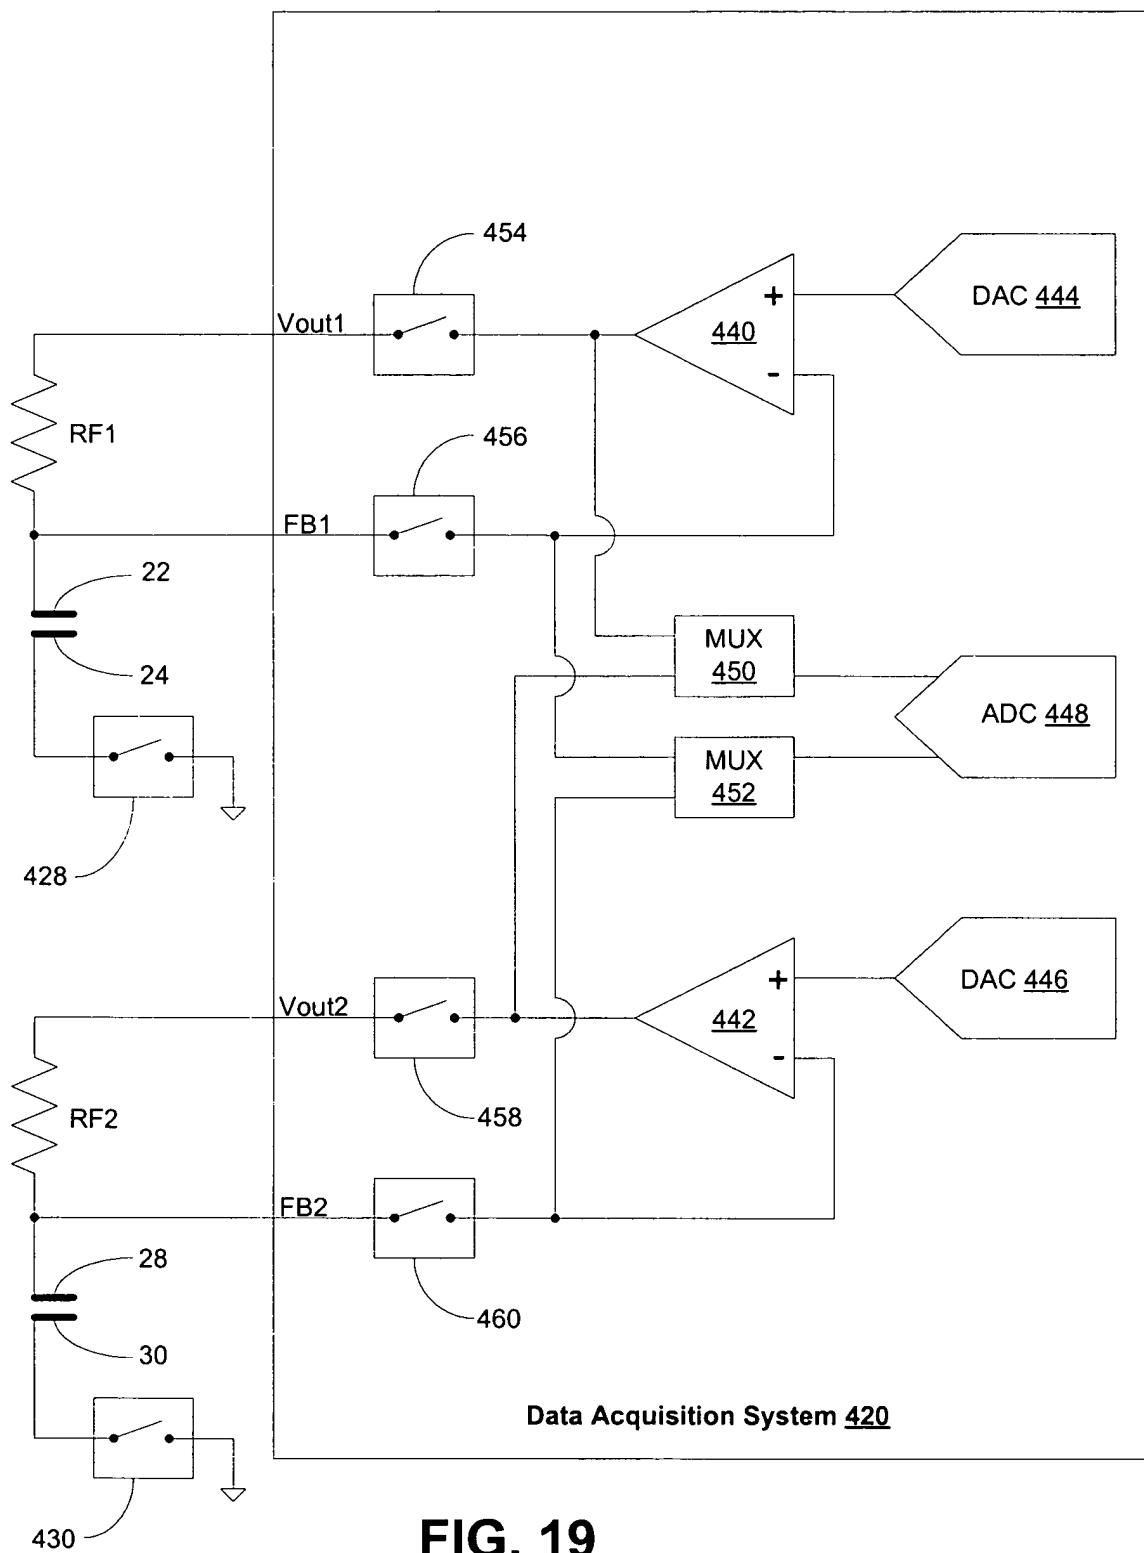 454
Vout1
+
440
-
DAC 444
RF1
456
FB1
22
24
MUX
450
ADC 448
MUX
452
428
Vout2
+
442
-
DAC 446
458
RF2
FB2
28
460
30
Data Acquisition System 420
430
FIG. 19